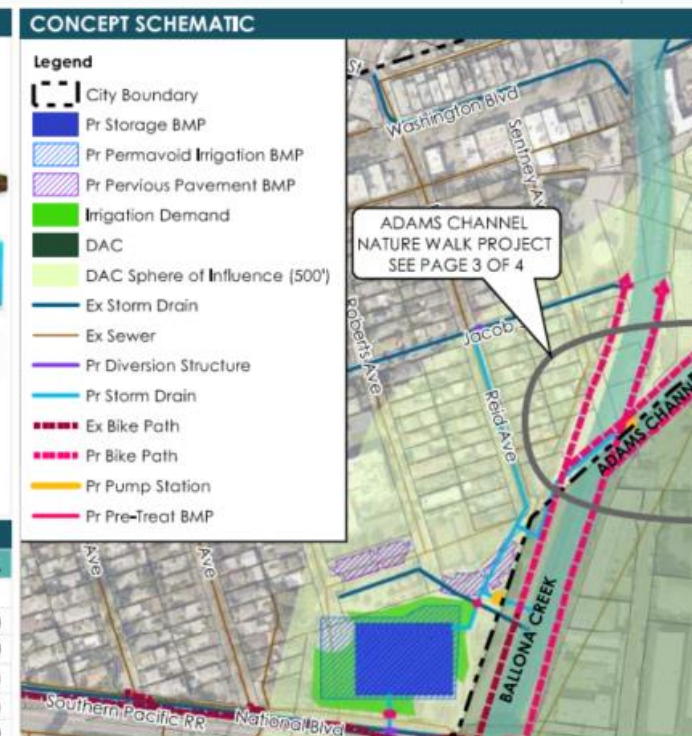 CONCEPT SCHEMATIC
Legend
City Boundary
Pr Storage BMP
Pr Permavoid Irrigation BMP
Pr Pervious Pavement BMP
Irrigation Demand
DAC
DAC Sphere of Influence (500')
Ex Storm Drain
Ex Sewer
Pr Diversion Structure
Pr Storm Drain
Ex Bike Path
Pr Bike Path
Pr Pump Station
Pr Pre-Treat BMP
St
Washington Blvd
Sentney Av
ADAMS CHANNEL
NATURE WALK PROJECT
SEE PAGE 3 OF 4
Roberts Ave
Jacob
Reid Ave
ADAMS CHANN
Ave
Ave
BALLONA CREEK
Southern Pacific RR
National Blvd